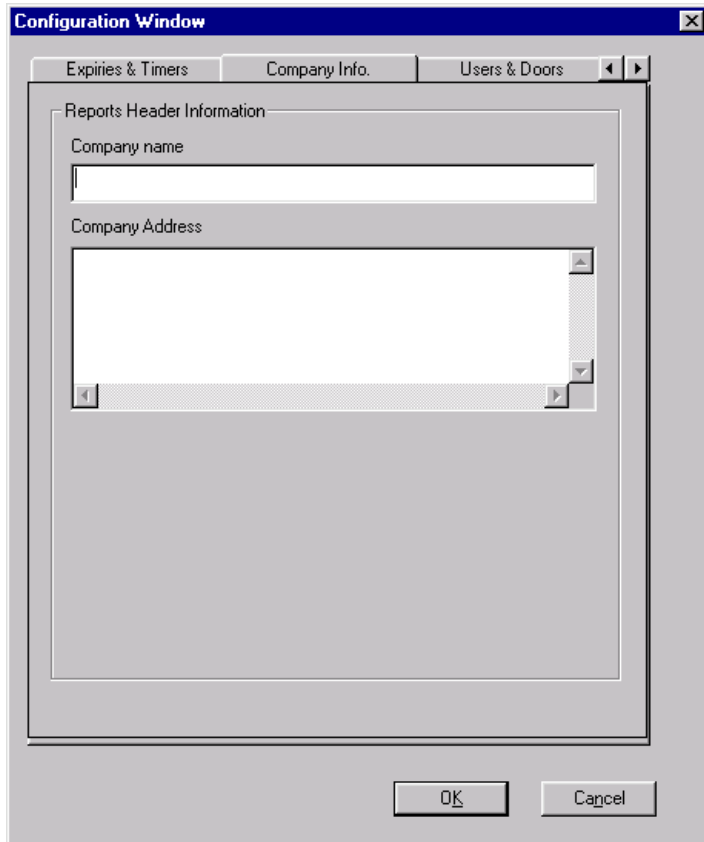 Configuration Window
Expiries & Timers Company Info. Users & Doors
Reports Header Information
Company name
Company Address
OK Cancel